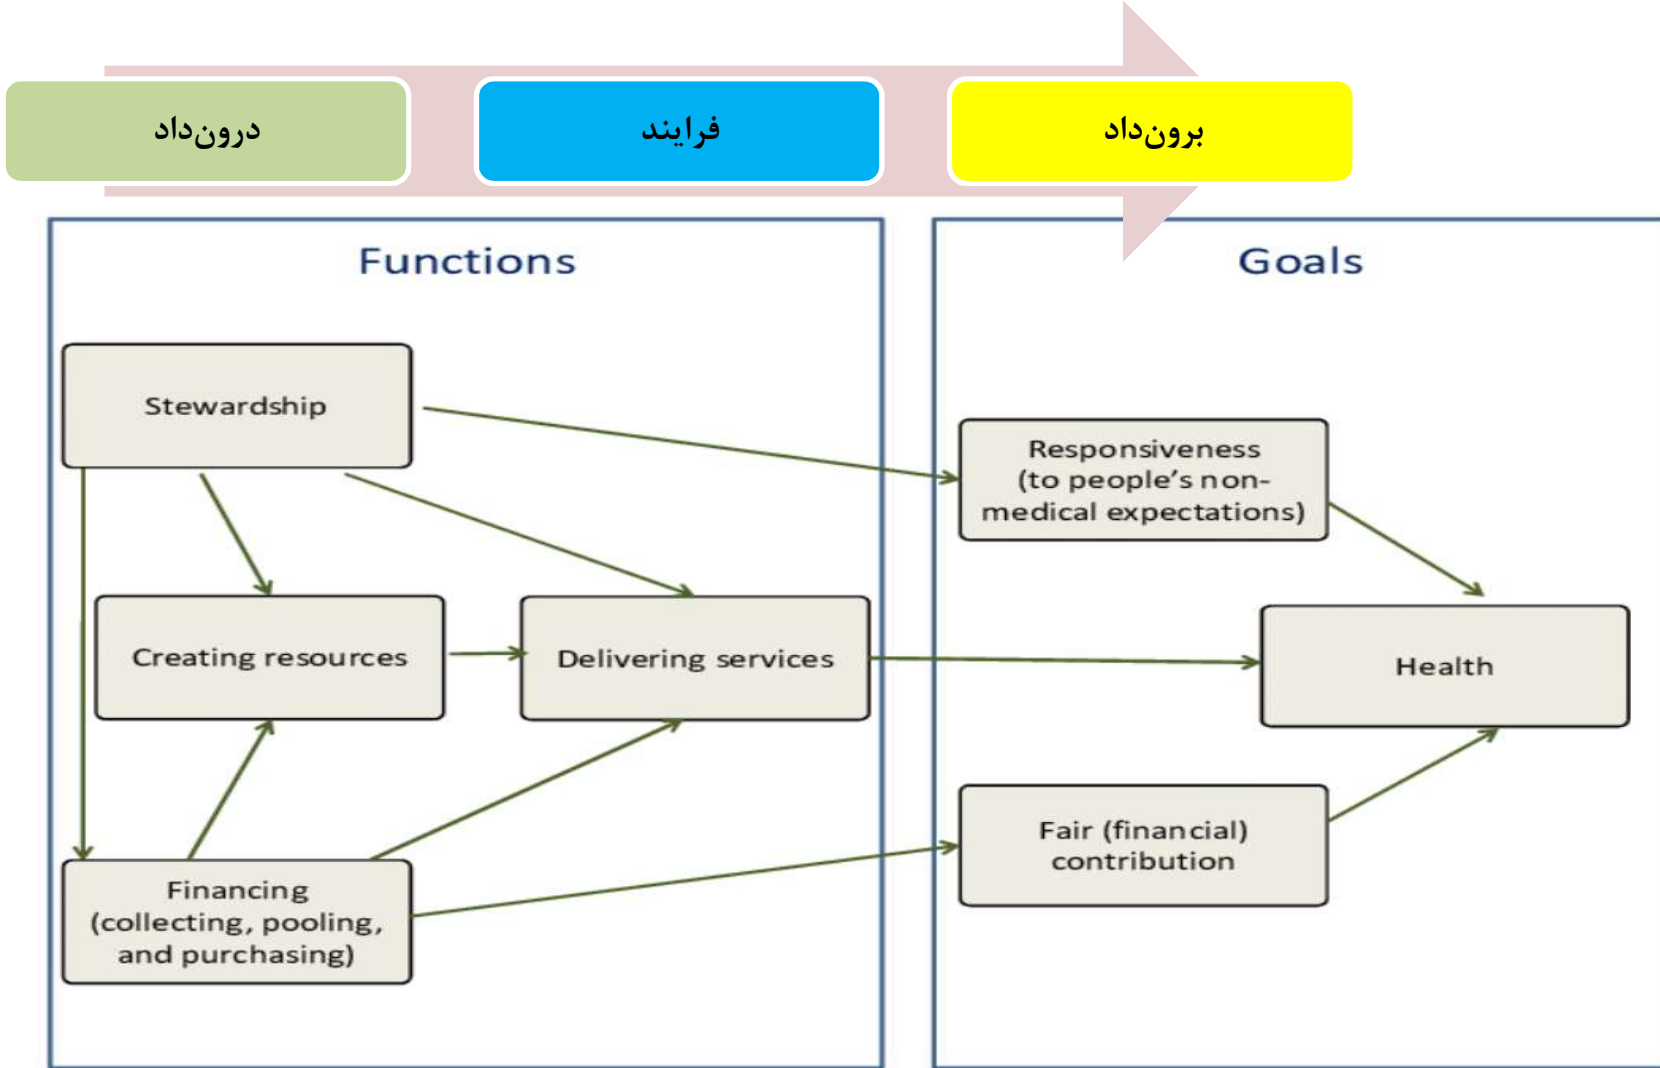 درون‌داد
فرایند
برون‌داد
Functions
Goals
Stewardship
Responsiveness
(to people's non-
medical expectations)
Creating resources
Delivering services
Health
Fair (financial)
contribution
Financing
(collecting, pooling,
and purchasing)